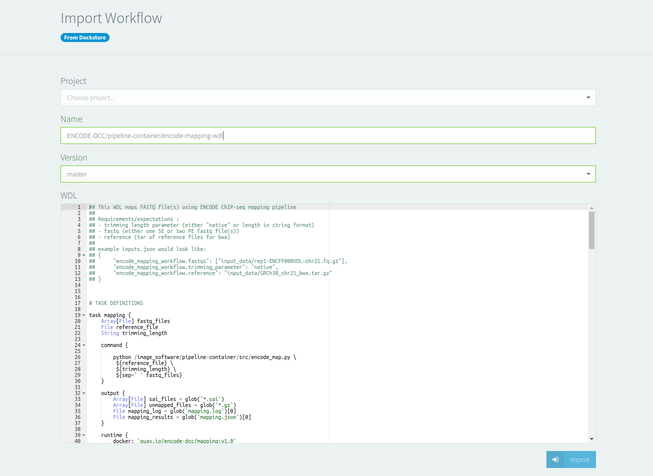 Import Workflow
From Dockstore
Project
Choose project...
Name
ENCODE-DCC/pipeline-container/encode-mapping-wdl
Version
master
WDL
1 ## This WDL maps FASTQ file(s) using ENCODE ChIP-seq mapping pipeline
2 ##
3 ## Requirements/expectations :
4 ## - trimming length parameter (either "native" or length in string format)
5 ## - fastq (either one SE or two PE fastq file(s))
6 ## - reference (tar of reference files for bwa)
7 ##
8 ## example inputs.json would look like:
9 ## {
10 ## "encode_mapping_workflow.fastqs": ["input_data/rep1-ENCFF000VOL-chr21.fq.gz"],
11 ## "encode_mapping_workflow.trimming_parameter": "native",
12 ## "encode_mapping_workflow.reference": "input_data/GRCh38_chr21_bwa.tar.gz"
13 ## }
14
15
16
17 # TASK DEFINITIONS
18
19 task mapping {
20 Array[File] fastq_files
21 File reference_file
22 String trimming_length
23
24 command {
25
26 python /image_software/pipeline-container/src/encode_map.py \
27 ${reference_file} \
28 ${trimming_length} \
29 ${sep=' ' fastq_files}
30 }
31
32 output {
33 Array[File] sai_files = glob('*.sai')
34 Array[File] unmapped_files = glob('*.gz')
35 File mapping_log = glob('mapping.log')[0]
36 File mapping_results = glob('mapping.json')[0]
37 }
38
39 runtime {
40 docker: 'quay.io/encode-dcc/mapping:v1.0'
Import